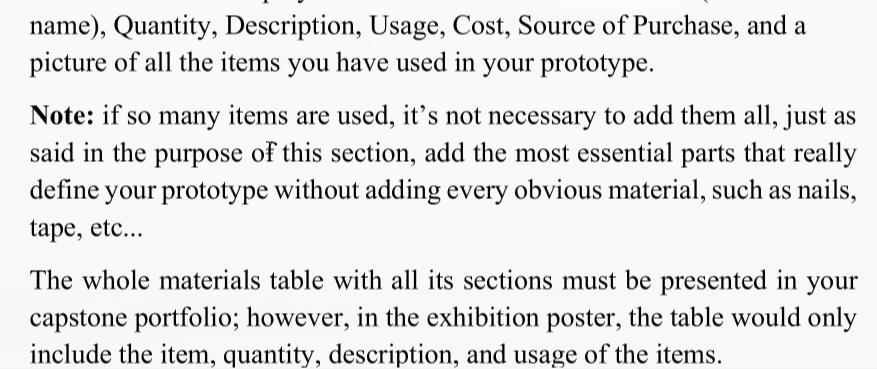 name), Quantity, Description, Usage, Cost, Source of Purchase, and a
picture of all the items you have used in your prototype.
Note: if so many items are used, it’s not necessary to add them all, just as
said in the purpose of this section, add the most essential parts that really
define your prototype without adding every obvious material, such as nails,
tape, etc...
The whole materials table with all its sections must be presented in your
capstone portfolio; however, in the exhibition poster, the table would only
include the item, quantity, description, and usage of the items.